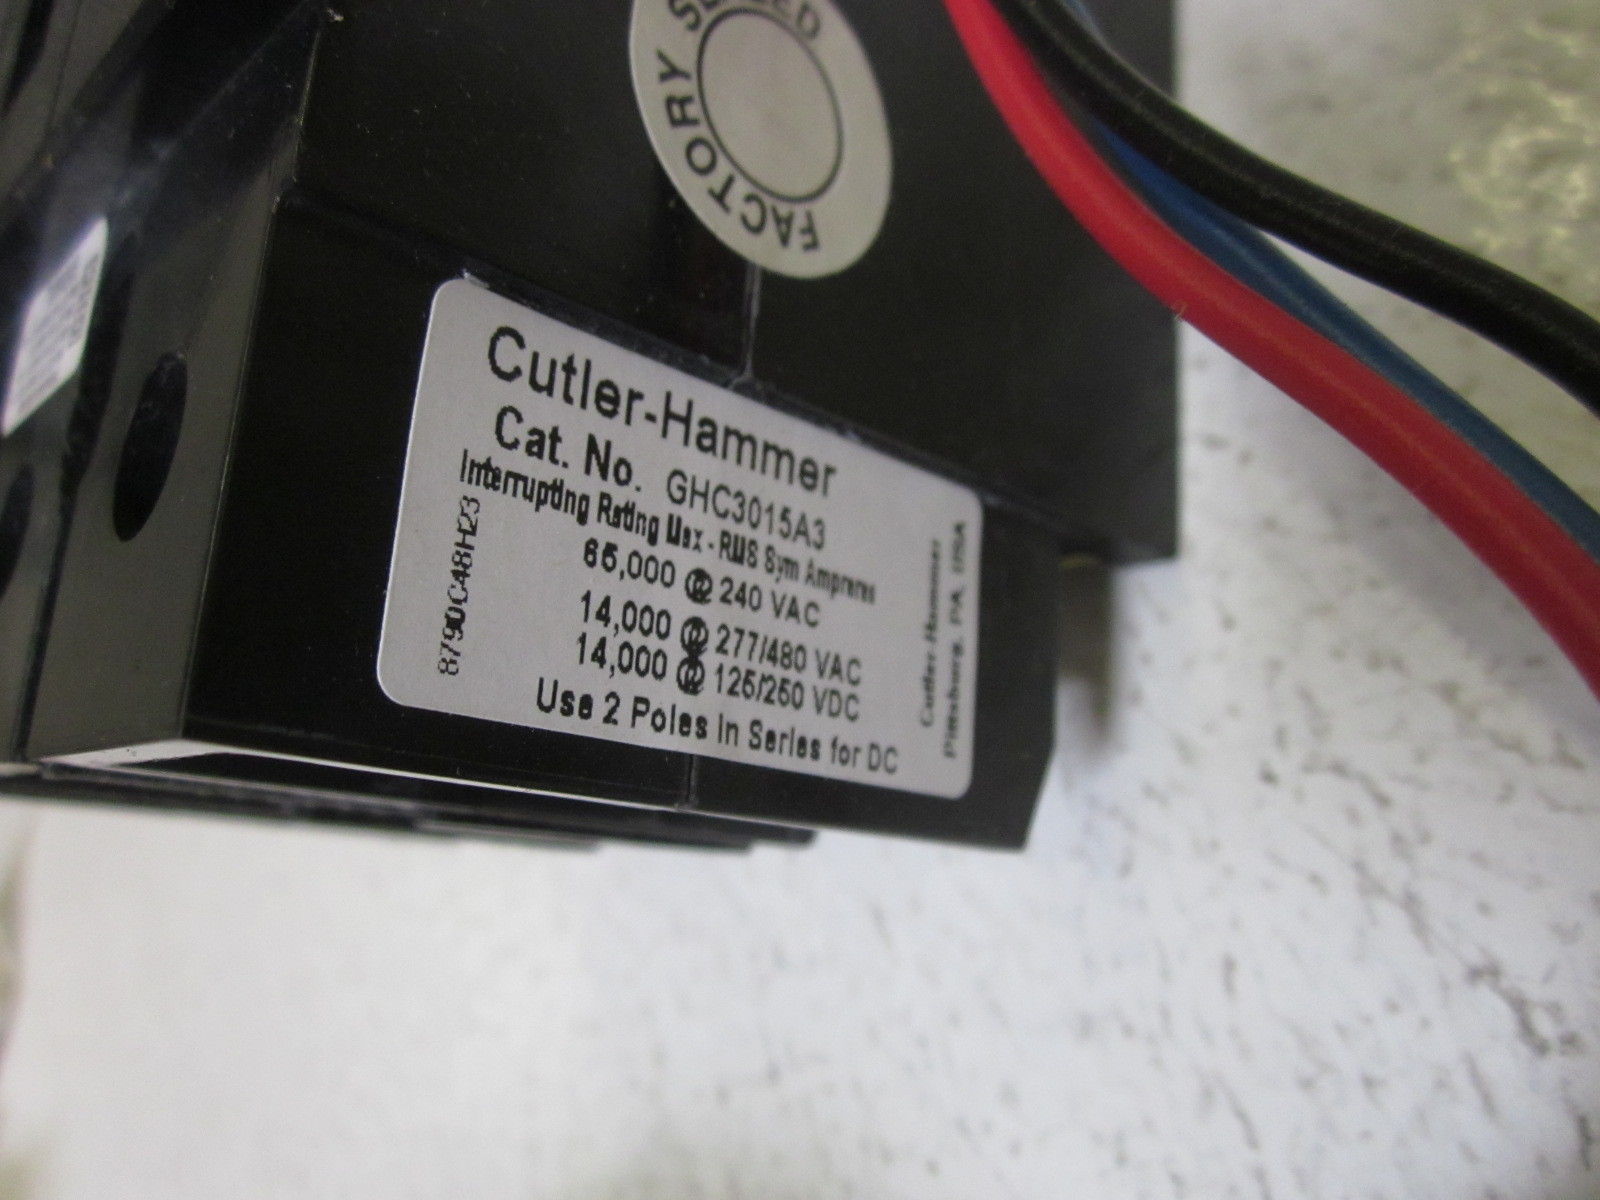 FACTORY SEALED
Cutler-Hammer
Cat. No. GHC3015A3
Interrupting Rating Max - RMS Sym Ampreres
65,000 @ 240 VAC
14,000 @ 277/480 VAC
14,000 @ 125/250 VDC
Use 2 Poles in Series for DC
8790C48H23
Cutler-Hammer
Pittsburg, PA, USA